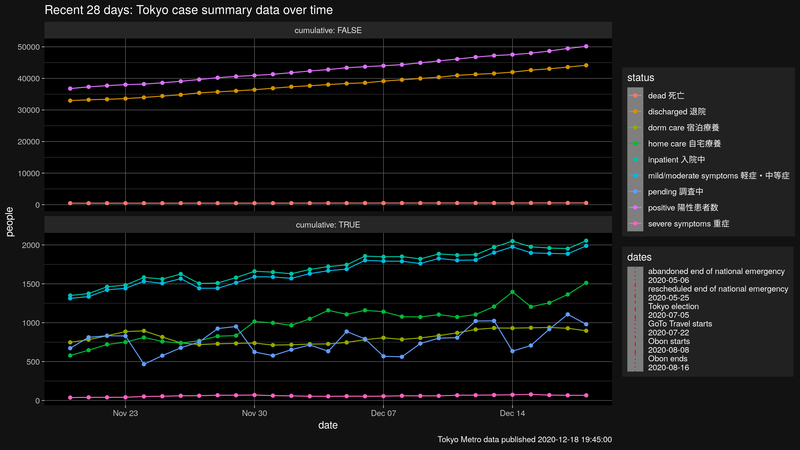 Recent 28 days: Tokyo case summary data over time
cumulative: FALSE
50000
40000
30000
20000
10000
0
cumulative: TRUE
2000
1500
1000
500
0
people
Nov 23
Nov 30
Dec 07
Dec 14
date
Tokyo Metro data published 2020-12-18 19:45:00
status
dead 死亡
discharged 退院
dorm care 宿泊療養
home care 自宅療養
inpatient 入院中
mild/moderate symptoms 軽症・中等症
pending 調査中
positive 陽性患者数
severe symptoms 重症
dates
abandoned end of national emergency
2020-05-06
rescheduled end of national emergency
2020-05-25
Tokyo election
2020-07-05
GoTo Travel starts
2020-07-22
Obon starts
2020-08-08
Obon ends
2020-08-16